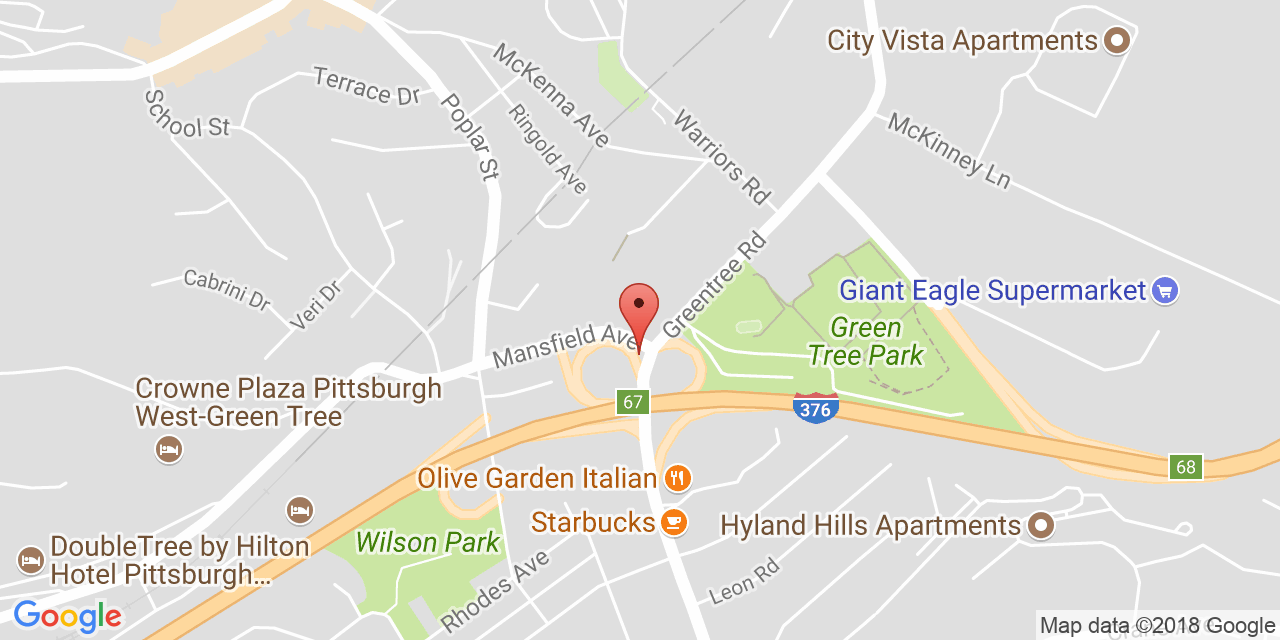 City Vista Apartments
McKenna Ave
Terrace Dr
School St
Poplar St
Ringold Ave
Warriors Rd
McKinney Ln
Greentree Rd
Cabrini Dr
Veri Dr
Giant Eagle Supermarket
Green
Tree Park
Mansfield Ave
Crowne Plaza Pittsburgh
West-Green Tree
67
376
68
Olive Garden Italian
Starbucks
Hyland Hills Apartments
Wilson Park
DoubleTree by Hilton
Hotel Pittsburgh...
Rhodes Ave
Leon Rd
Google
Map data ©2018 Google